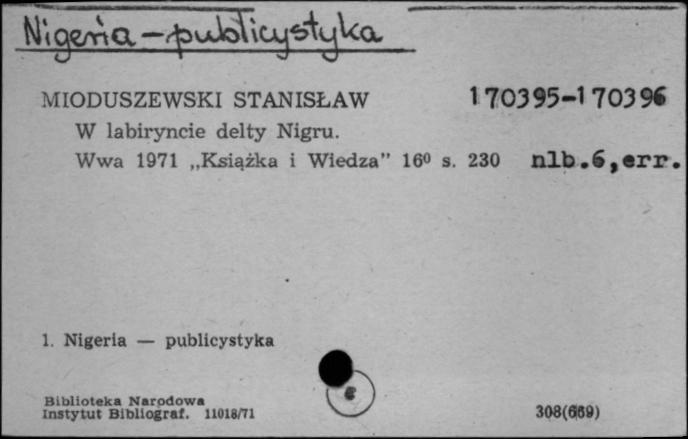 Nigeria – publicystyka
MIODUSZEWSKI STANISŁAW 170395-170396
W labiryncie delty Nigru.
Wwa 1971 „Książka i Wiedza” 16⁰ s. 230 nlb.6,err.
1. Nigeria — publicystyka
Biblioteka Narodowa
Instytut Bibliograf. 11018/71 308(669)